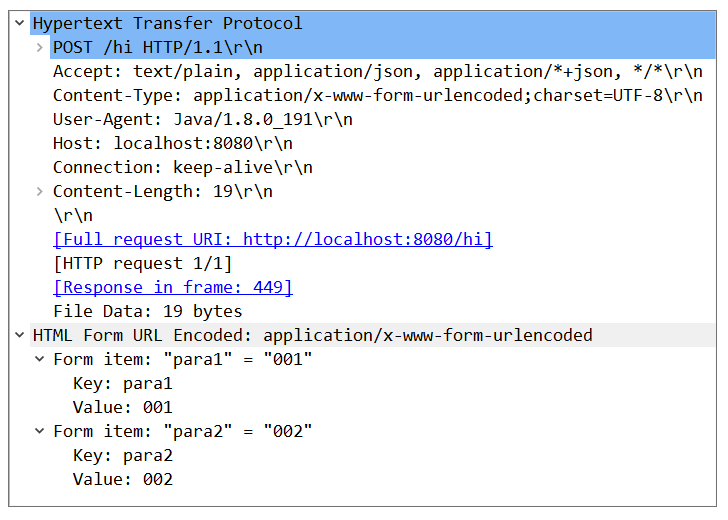 Hypertext Transfer Protocol
POST /hi HTTP/1.1\r\n
Accept: text/plain, application/json, application/*+json, */*\r\n
Content-Type: application/x-www-form-urlencoded;charset=UTF-8\r\n
User-Agent: Java/1.8.0_191\r\n
Host: localhost:8080\r\n
Connection: keep-alive\r\n
Content-Length: 19\r\n
\r\n
[Full request URI: http://localhost:8080/hi]
[HTTP request 1/1]
[Response in frame: 449]
File Data: 19 bytes
HTML Form URL Encoded: application/x-www-form-urlencoded
Form item: "para1" = "001"
Key: para1
Value: 001
Form item: "para2" = "002"
Key: para2
Value: 002